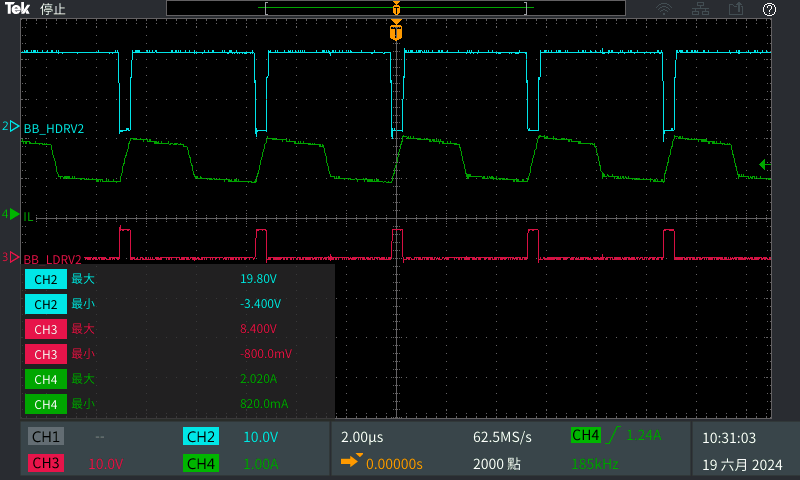 Tek 停止
T
T
2 BB_HDRV2
4 IL
3 BB_LDRV2
CH2 最大 19.80V
CH2 最小 -3.400V
CH3 最大 8.400V
CH3 最小 -800.0mV
CH4 最大 2.020A
CH4 最小 820.0mA
CH1 -- CH2 10.0V 2.00μs 62.5MS/s CH4 1.24A 10:31:03
CH3 10.0V CH4 1.00A 0.00000s 2000 點 185kHz 19 六月 2024